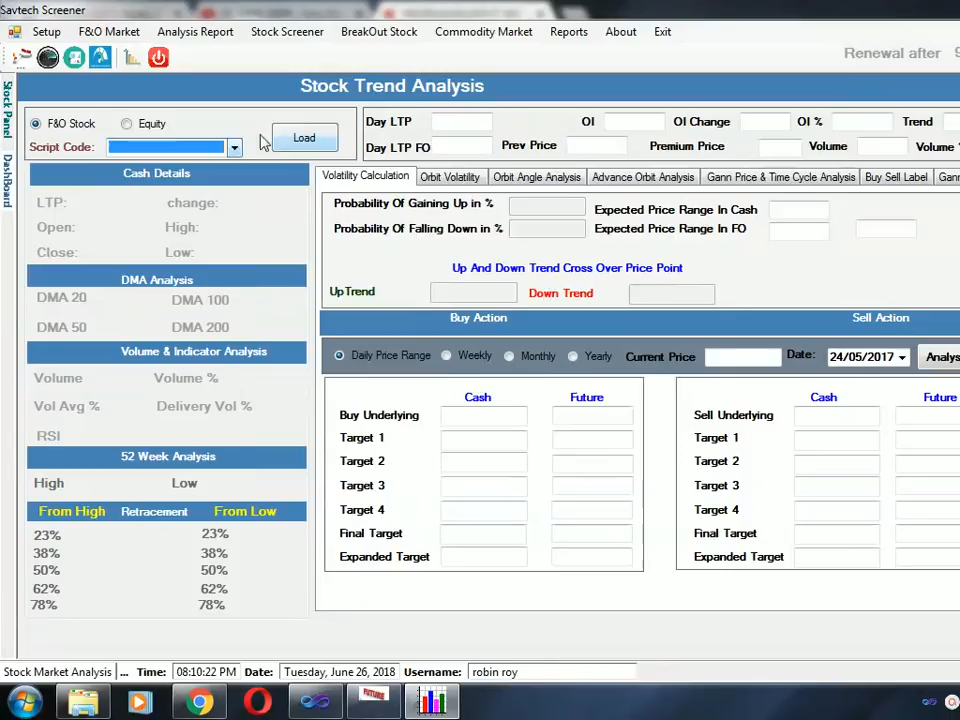 Savtech Screener
Setup F&O Market Analysis Report Stock Screener BreakOut Stock Commodity Market Reports About Exit
Renewal after
Stock Panel
DashBoard
Stock Trend Analysis
F&O Stock Equity
Script Code:
Load
Day LTP OI OI Change OI % Trend
Day LTP FO Prev Price Premium Price Volume Volume %
Cash Details
LTP: change:
Open: High:
Close: Low:
DMA Analysis
DMA 20 DMA 100
DMA 50 DMA 200
Volume & Indicator Analysis
Volume Volume %
Vol Avg % Delivery Vol %
RSI
52 Week Analysis
High Low
From High Retracement From Low
23% 23%
38% 38%
50% 50%
62% 62%
78% 78%
Volatility Calculation Orbit Volatility Orbit Angle Analysis Advance Orbit Analysis Gann Price & Time Cycle Analysis Buy Sell Label Gann
Probability Of Gaining Up in % Expected Price Range In Cash
Probability Of Falling Down in % Expected Price Range In FO
Up And Down Trend Cross Over Price Point
UpTrend Down Trend
Buy Action Sell Action
Daily Price Range Weekly Monthly Yearly Current Price Date: 24/05/2017 Analys
Cash Future
Buy Underlying
Target 1
Target 2
Target 3
Target 4
Final Target
Expanded Target
Cash Future
Sell Underlying
Target 1
Target 2
Target 3
Target 4
Final Target
Expanded Target
Stock Market Analysis ... Time: 08:10:22 PM Date: Tuesday, June 26, 2018 Username: robin roy
FUTURE